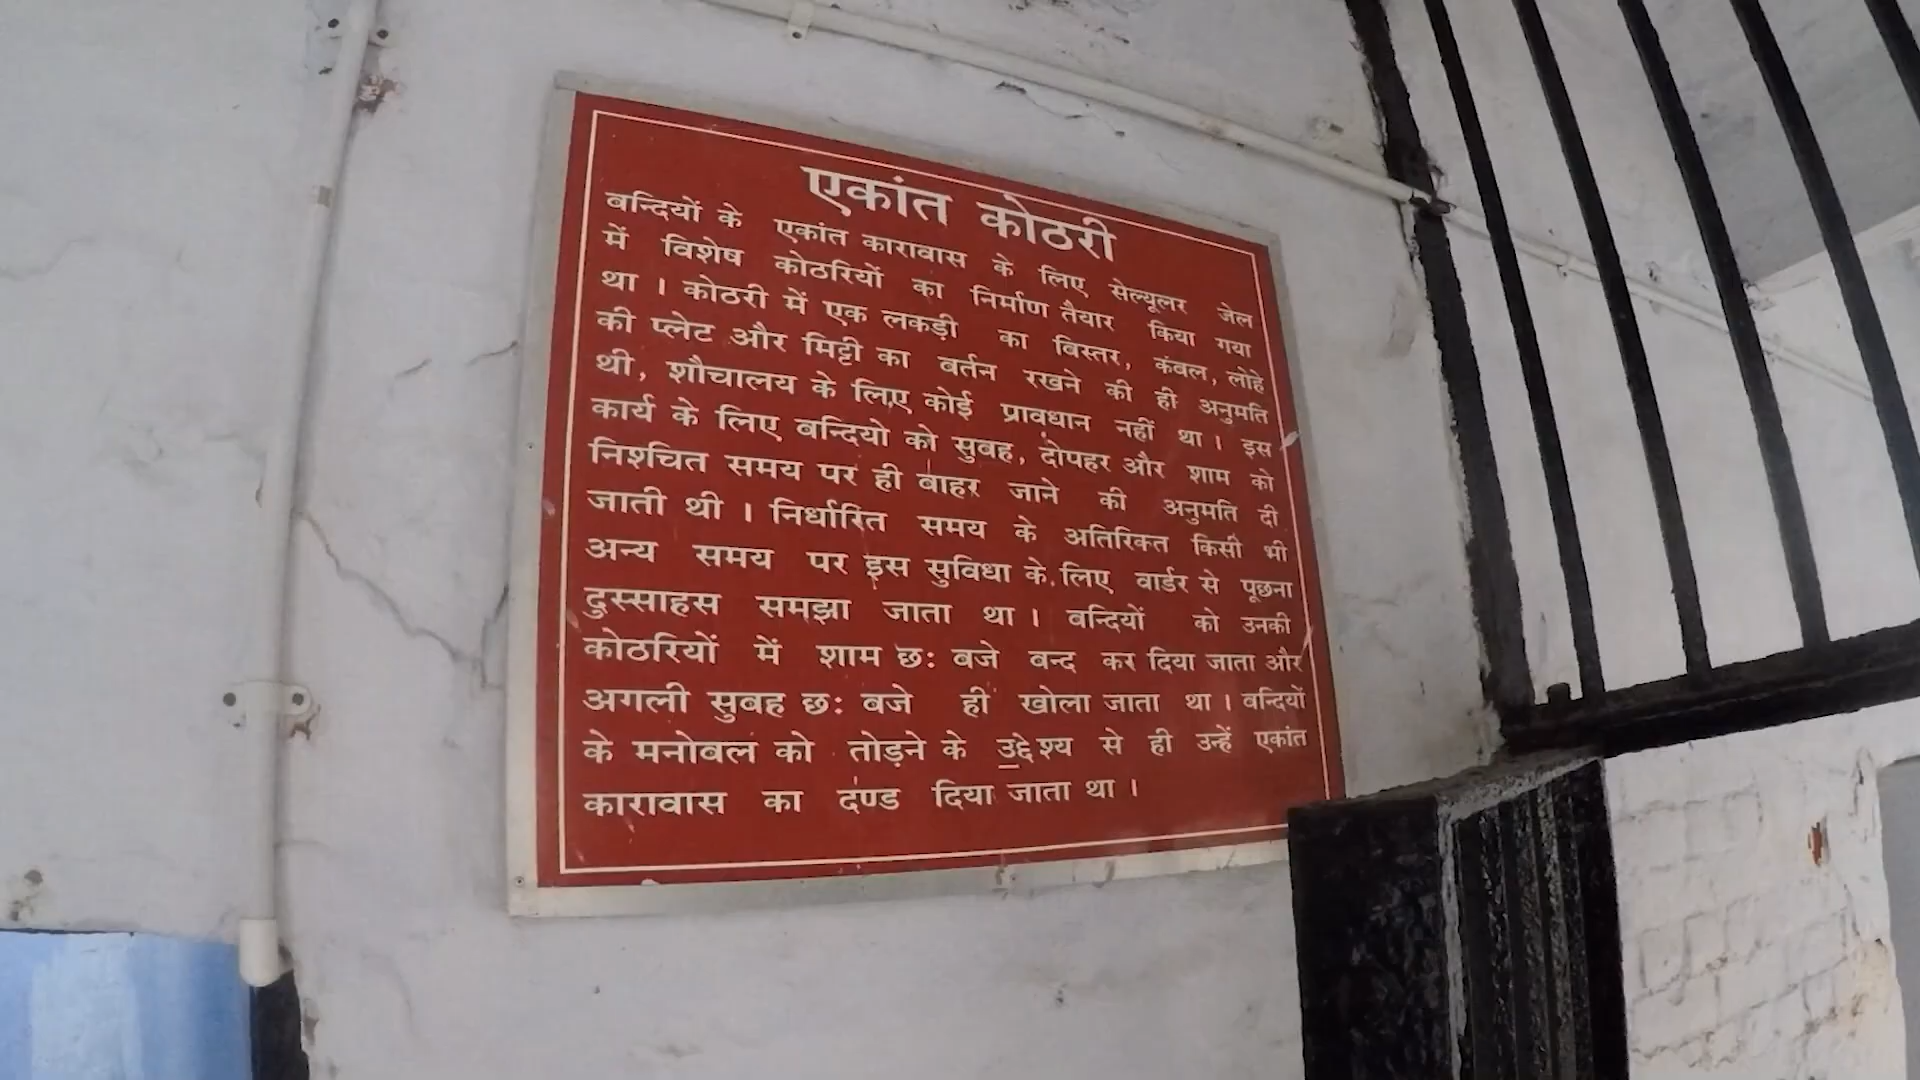 एकांत कोठरी
बन्दियों के एकांत कारावास के लिए सेल्यूलर जेल
में विशेष कोठरियों का निर्माण तैयार किया गया
था । कोठरी में एक लकड़ी का बिस्तर, कंबल, लोहे
की प्लेट और मिट्टी का बर्तन रखने की ही अनुमति
थी, शौचालय के लिए कोई प्रावधान नहीं था । इस
कार्य के लिए बन्दियो को सुबह, दोपहर और शाम को
निश्चित समय पर ही बाहर जाने की अनुमति दी
जाती थी । निर्धारित समय के अतिरिक्त किसी भी
अन्य समय पर इस सुविधा के लिए वार्डर से पूछना
दुस्साहस समझा जाता था । बन्दियों को उनकी
कोठरियों में शाम छः बजे बन्द कर दिया जाता और
अगली सुबह छः बजे ही खोला जाता था । बन्दियों
के मनोबल को तोड़ने के उद्देश्य से ही उन्हें एकांत
कारावास का दण्ड दिया जाता था ।